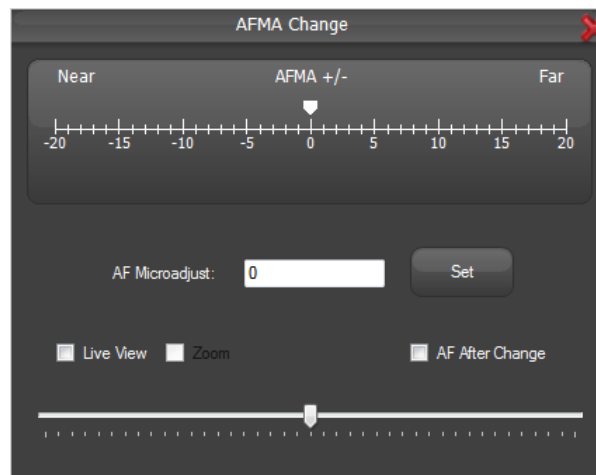 AFMA Change
Near AFMA +/- Far
-20 -15 -10 -5 0 5 10 15 20
AF Microadjust: 0 Set
Live View Zoom AF After Change